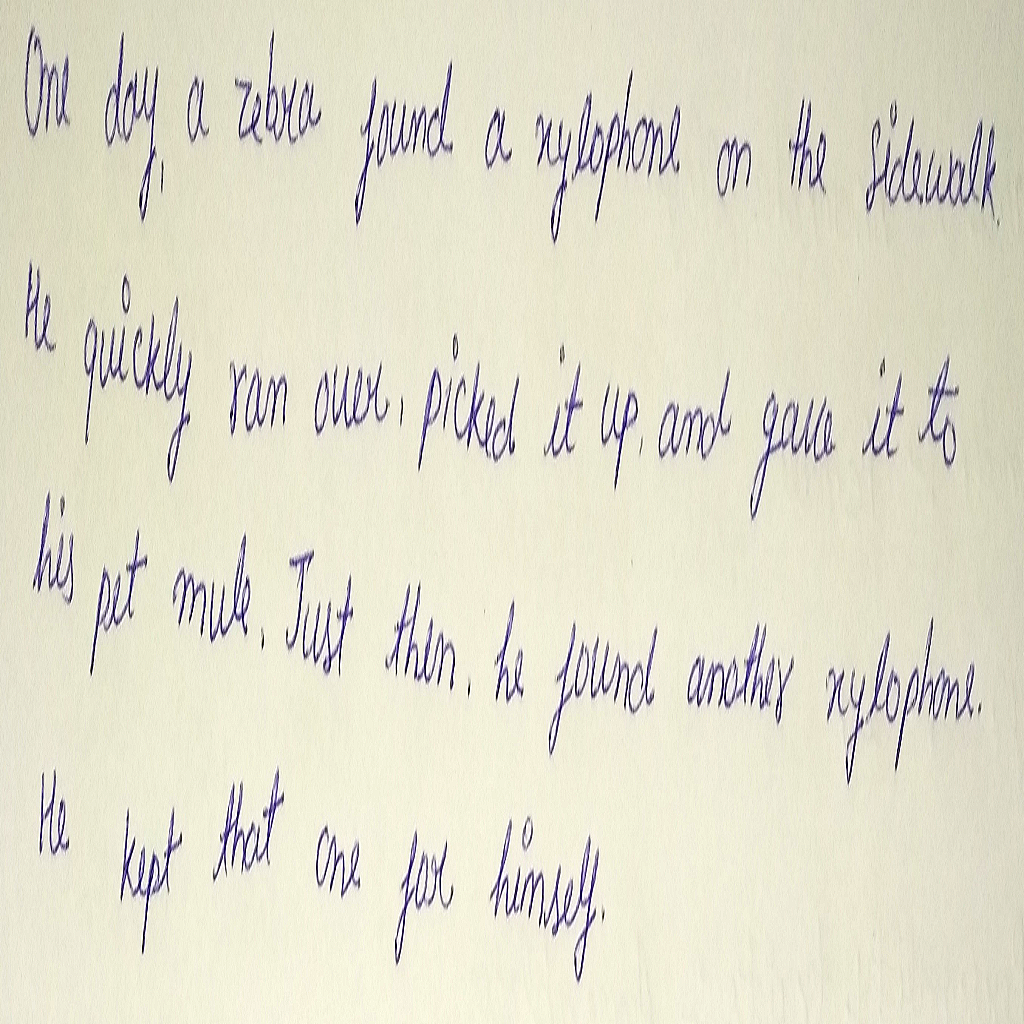 One day, a zebra found a xylophone on the sidewalk.
He quickly ran over, picked it up, and gave it to
his pet mule. Just then, he found another xylophone.
He kept that one for himself.